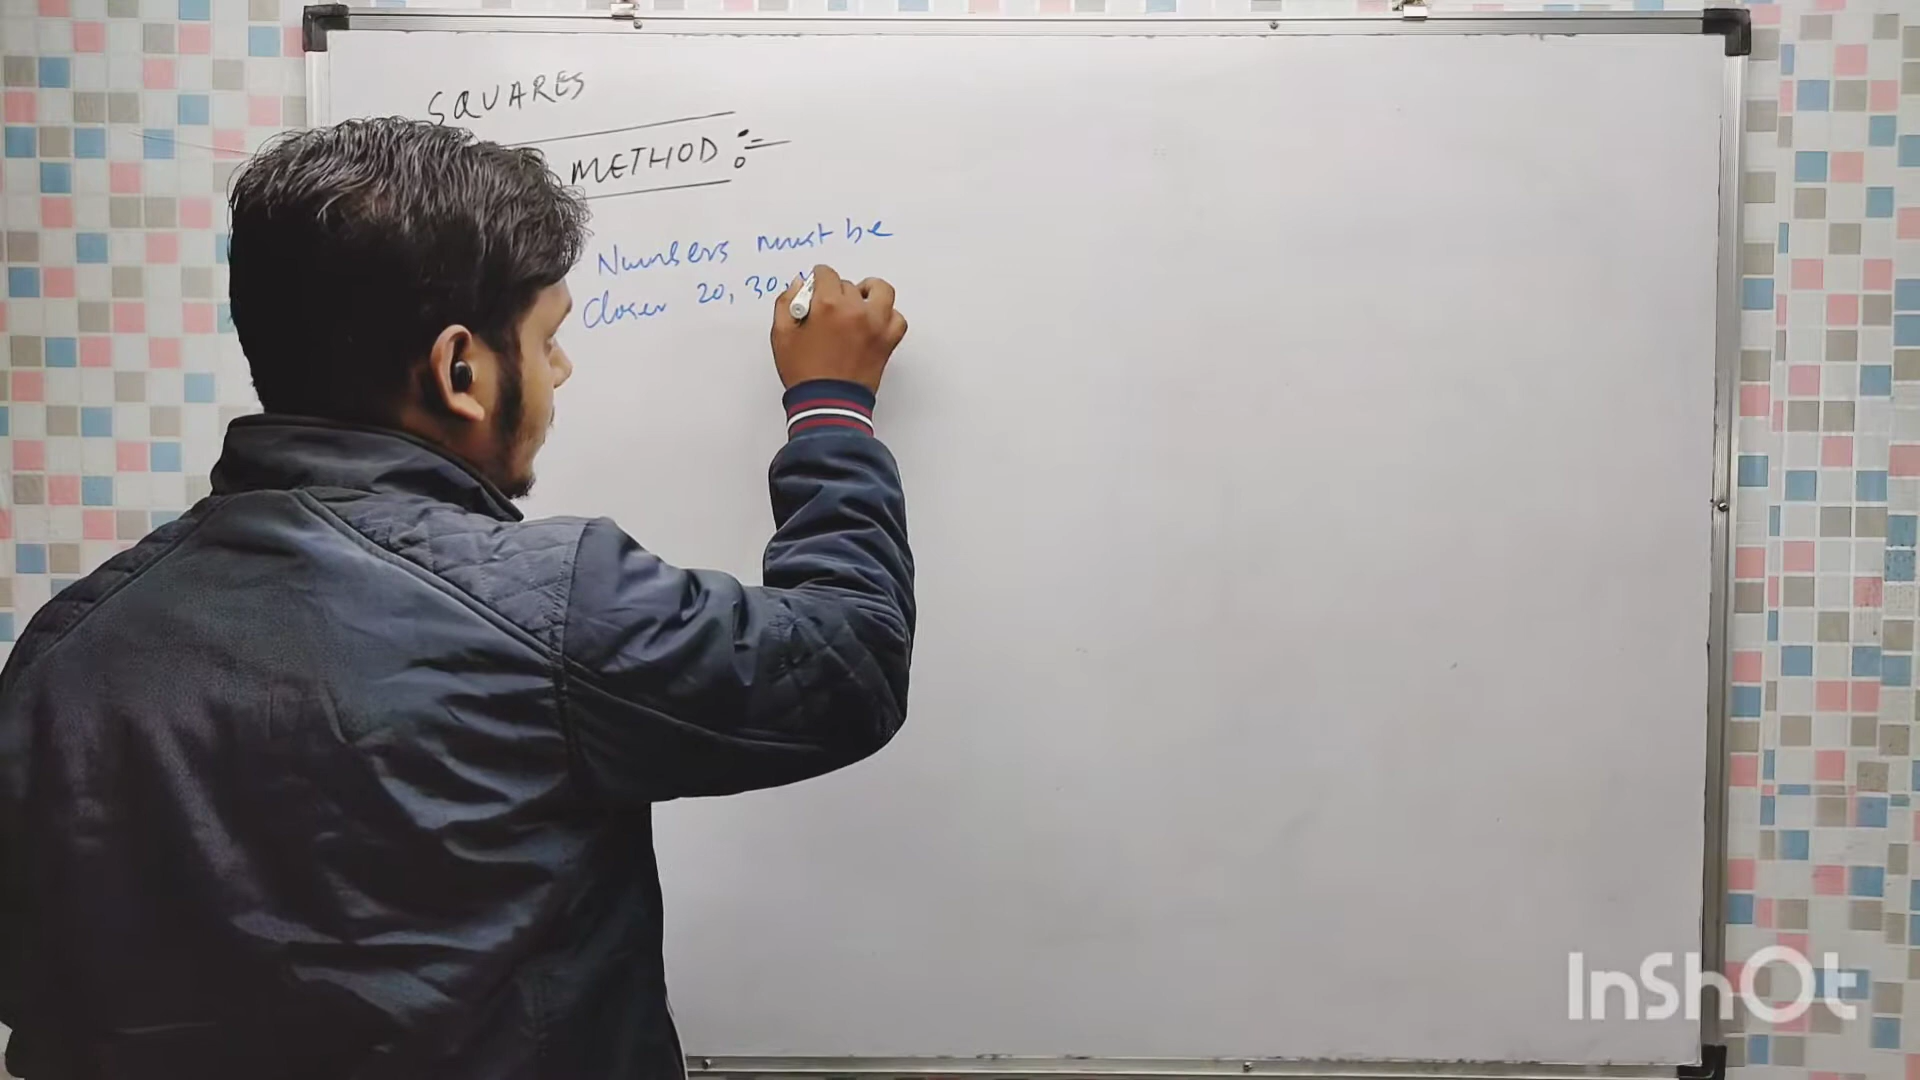 SQUARES
METHOD :=
Numbers must be
Closer 20, 30,
InShOt